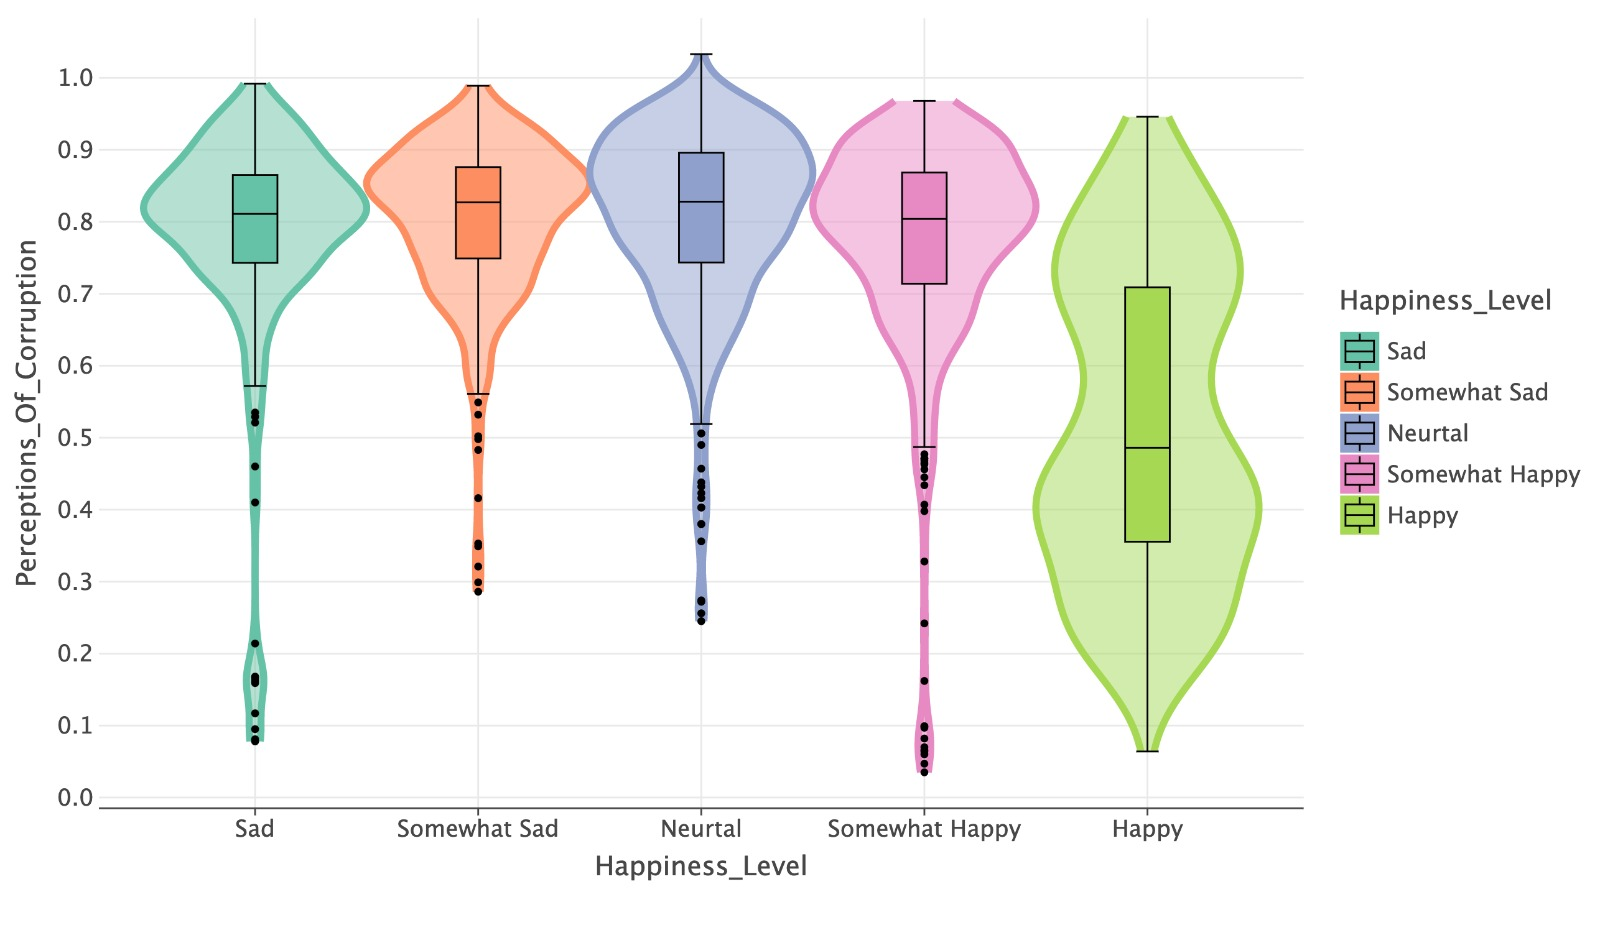 1.0
0.9
0.8
0.7
0.6
0.5
0.4
0.3
0.2
0.1
0.0
Perceptions_Of_Corruption
Sad
Somewhat Sad
Neurtal
Somewhat Happy
Happy
Happiness_Level
Happiness_Level
Sad
Somewhat Sad
Neurtal
Somewhat Happy
Happy